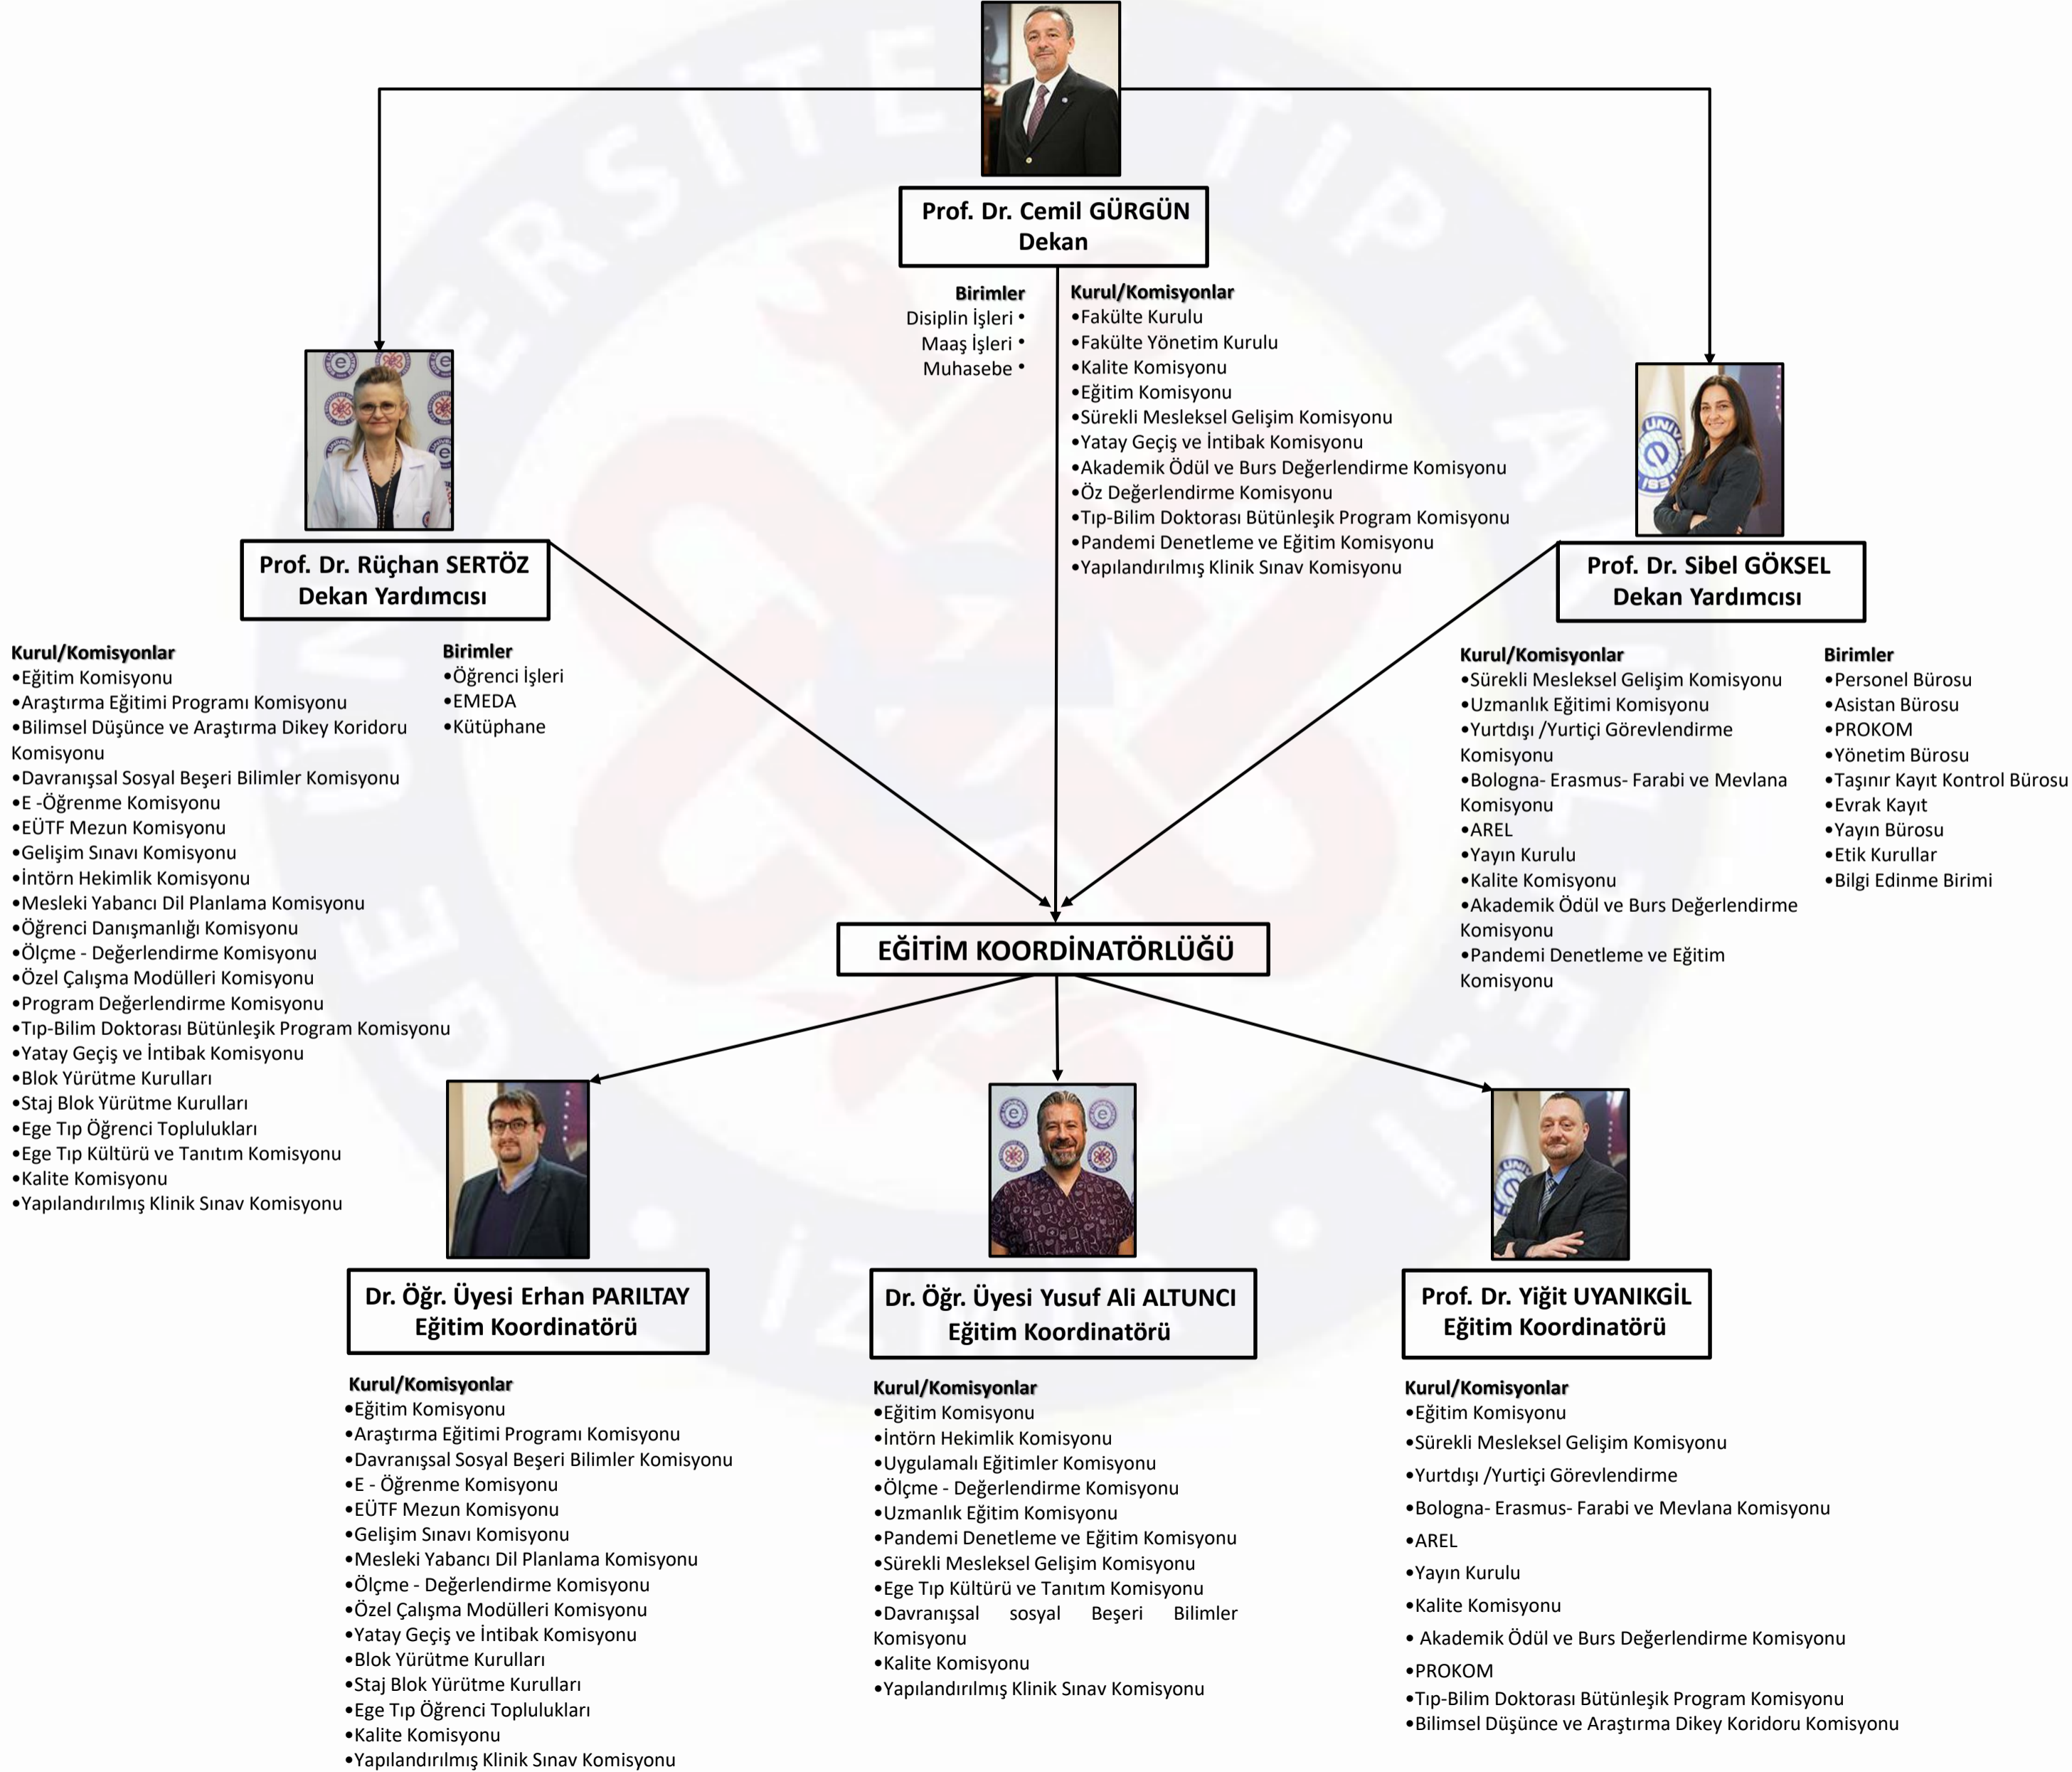 Prof. Dr. Cemil GÜRGÜN
Dekan
Birimler
Disiplin İşleri •
Maaş İşleri •
Muhasebe •
Kurul/Komisyonlar
•Fakülte Kurulu
•Fakülte Yönetim Kurulu
•Kalite Komisyonu
•Eğitim Komisyonu
•Sürekli Mesleksel Gelişim Komisyonu
•Yatay Geçiş ve İntibak Komisyonu
•Akademik Ödül ve Burs Değerlendirme Komisyonu
•Öz Değerlendirme Komisyonu
•Tıp-Bilim Doktorası Bütünleşik Program Komisyonu
•Pandemi Denetleme ve Eğitim Komisyonu
•Yapılandırılmış Klinik Sınav Komisyonu
Prof. Dr. Rüçhan SERTÖZ
Dekan Yardımcısı
Kurul/Komisyonlar
•Eğitim Komisyonu
•Araştırma Eğitimi Programı Komisyonu
•Bilimsel Düşünce ve Araştırma Dikey Koridoru
Komisyonu
•Davranışsal Sosyal Beşeri Bilimler Komisyonu
•E -Öğrenme Komisyonu
•EÜTF Mezun Komisyonu
•Gelişim Sınavı Komisyonu
•İntörn Hekimlik Komisyonu
•Mesleki Yabancı Dil Planlama Komisyonu
•Öğrenci Danışmanlığı Komisyonu
•Ölçme - Değerlendirme Komisyonu
•Özel Çalışma Modülleri Komisyonu
•Program Değerlendirme Komisyonu
•Tıp-Bilim Doktorası Bütünleşik Program Komisyonu
•Yatay Geçiş ve İntibak Komisyonu
•Blok Yürütme Kurulları
•Staj Blok Yürütme Kurulları
•Ege Tıp Öğrenci Toplulukları
•Ege Tıp Kültürü ve Tanıtım Komisyonu
•Kalite Komisyonu
•Yapılandırılmış Klinik Sınav Komisyonu
Birimler
•Öğrenci İşleri
•EMEDA
•Kütüphane
Prof. Dr. Sibel GÖKSEL
Dekan Yardımcısı
Kurul/Komisyonlar
•Sürekli Mesleksel Gelişim Komisyonu
•Uzmanlık Eğitimi Komisyonu
•Yurtdışı /Yurtiçi Görevlendirme
Komisyonu
•Bologna- Erasmus- Farabi ve Mevlana
Komisyonu
•AREL
•Yayın Kurulu
•Kalite Komisyonu
•Akademik Ödül ve Burs Değerlendirme
Komisyonu
•Pandemi Denetleme ve Eğitim
Komisyonu
Birimler
•Personel Bürosu
•Asistan Bürosu
•PROKOM
•Yönetim Bürosu
•Taşınır Kayıt Kontrol Bürosu
•Evrak Kayıt
•Yayın Bürosu
•Etik Kurullar
•Bilgi Edinme Birimi
EĞİTİM KOORDİNATÖRLÜĞÜ
Dr. Öğr. Üyesi Erhan PARILTAY
Eğitim Koordinatörü
Kurul/Komisyonlar
•Eğitim Komisyonu
•Araştırma Eğitimi Programı Komisyonu
•Davranışsal Sosyal Beşeri Bilimler Komisyonu
•E - Öğrenme Komisyonu
•EÜTF Mezun Komisyonu
•Gelişim Sınavı Komisyonu
•Mesleki Yabancı Dil Planlama Komisyonu
•Ölçme - Değerlendirme Komisyonu
•Özel Çalışma Modülleri Komisyonu
•Yatay Geçiş ve İntibak Komisyonu
•Blok Yürütme Kurulları
•Staj Blok Yürütme Kurulları
•Ege Tıp Öğrenci Toplulukları
•Kalite Komisyonu
•Yapılandırılmış Klinik Sınav Komisyonu
Dr. Öğr. Üyesi Yusuf Ali ALTUNCI
Eğitim Koordinatörü
Kurul/Komisyonlar
•Eğitim Komisyonu
•İntörn Hekimlik Komisyonu
•Uygulamalı Eğitimler Komisyonu
•Ölçme - Değerlendirme Komisyonu
•Uzmanlık Eğitim Komisyonu
•Pandemi Denetleme ve Eğitim Komisyonu
•Sürekli Mesleksel Gelişim Komisyonu
•Ege Tıp Kültürü ve Tanıtım Komisyonu
•Davranışsal sosyal Beşeri Bilimler
Komisyonu
•Kalite Komisyonu
•Yapılandırılmış Klinik Sınav Komisyonu
Prof. Dr. Yiğit UYANIKGİL
Eğitim Koordinatörü
Kurul/Komisyonlar
•Eğitim Komisyonu
•Sürekli Mesleksel Gelişim Komisyonu
•Yurtdışı /Yurtiçi Görevlendirme
•Bologna- Erasmus- Farabi ve Mevlana Komisyonu
•AREL
•Yayın Kurulu
•Kalite Komisyonu
• Akademik Ödül ve Burs Değerlendirme Komisyonu
•PROKOM
•Tıp-Bilim Doktorası Bütünleşik Program Komisyonu
•Bilimsel Düşünce ve Araştırma Dikey Koridoru Komisyonu
EGE ÜNİVERSİTESİ TIP FAKÜLTESİ
İZMİR